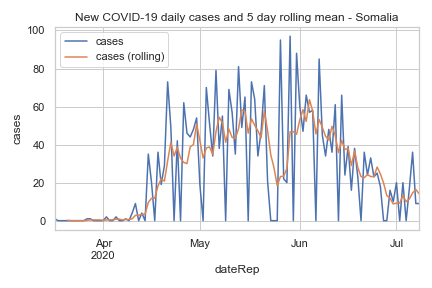 New COVID-19 daily cases and 5 day rolling mean - Somalia
cases
cases (rolling)
100
80
60
40
20
0
cases
Apr
2020
May
Jun
Jul
dateRep